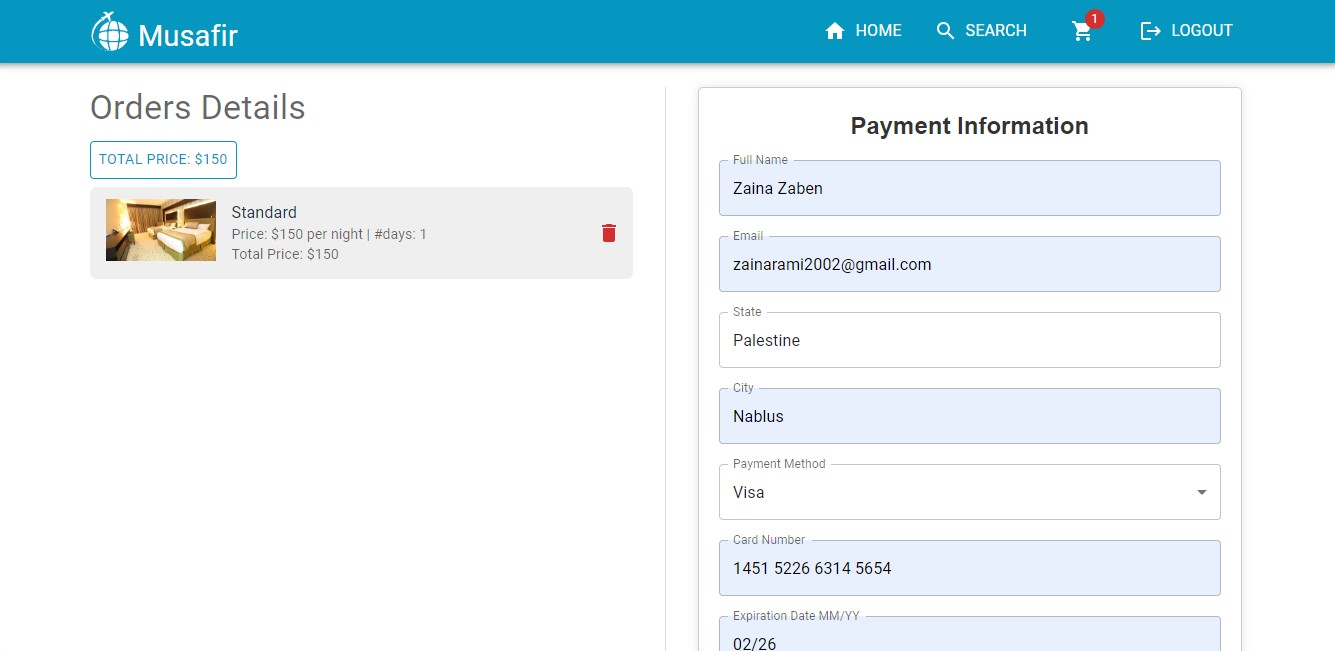 Musafir
HOME
SEARCH
1
LOGOUT
Orders Details
TOTAL PRICE: $150
Standard
Price: $150 per night | #days: 1
Total Price: $150
Payment Information
Full Name
Zaina Zaben
Email
zainarami2002@gmail.com
State
Palestine
City
Nablus
Payment Method
Visa
Card Number
1451 5226 6314 5654
Expiration Date MM/YY
02/26